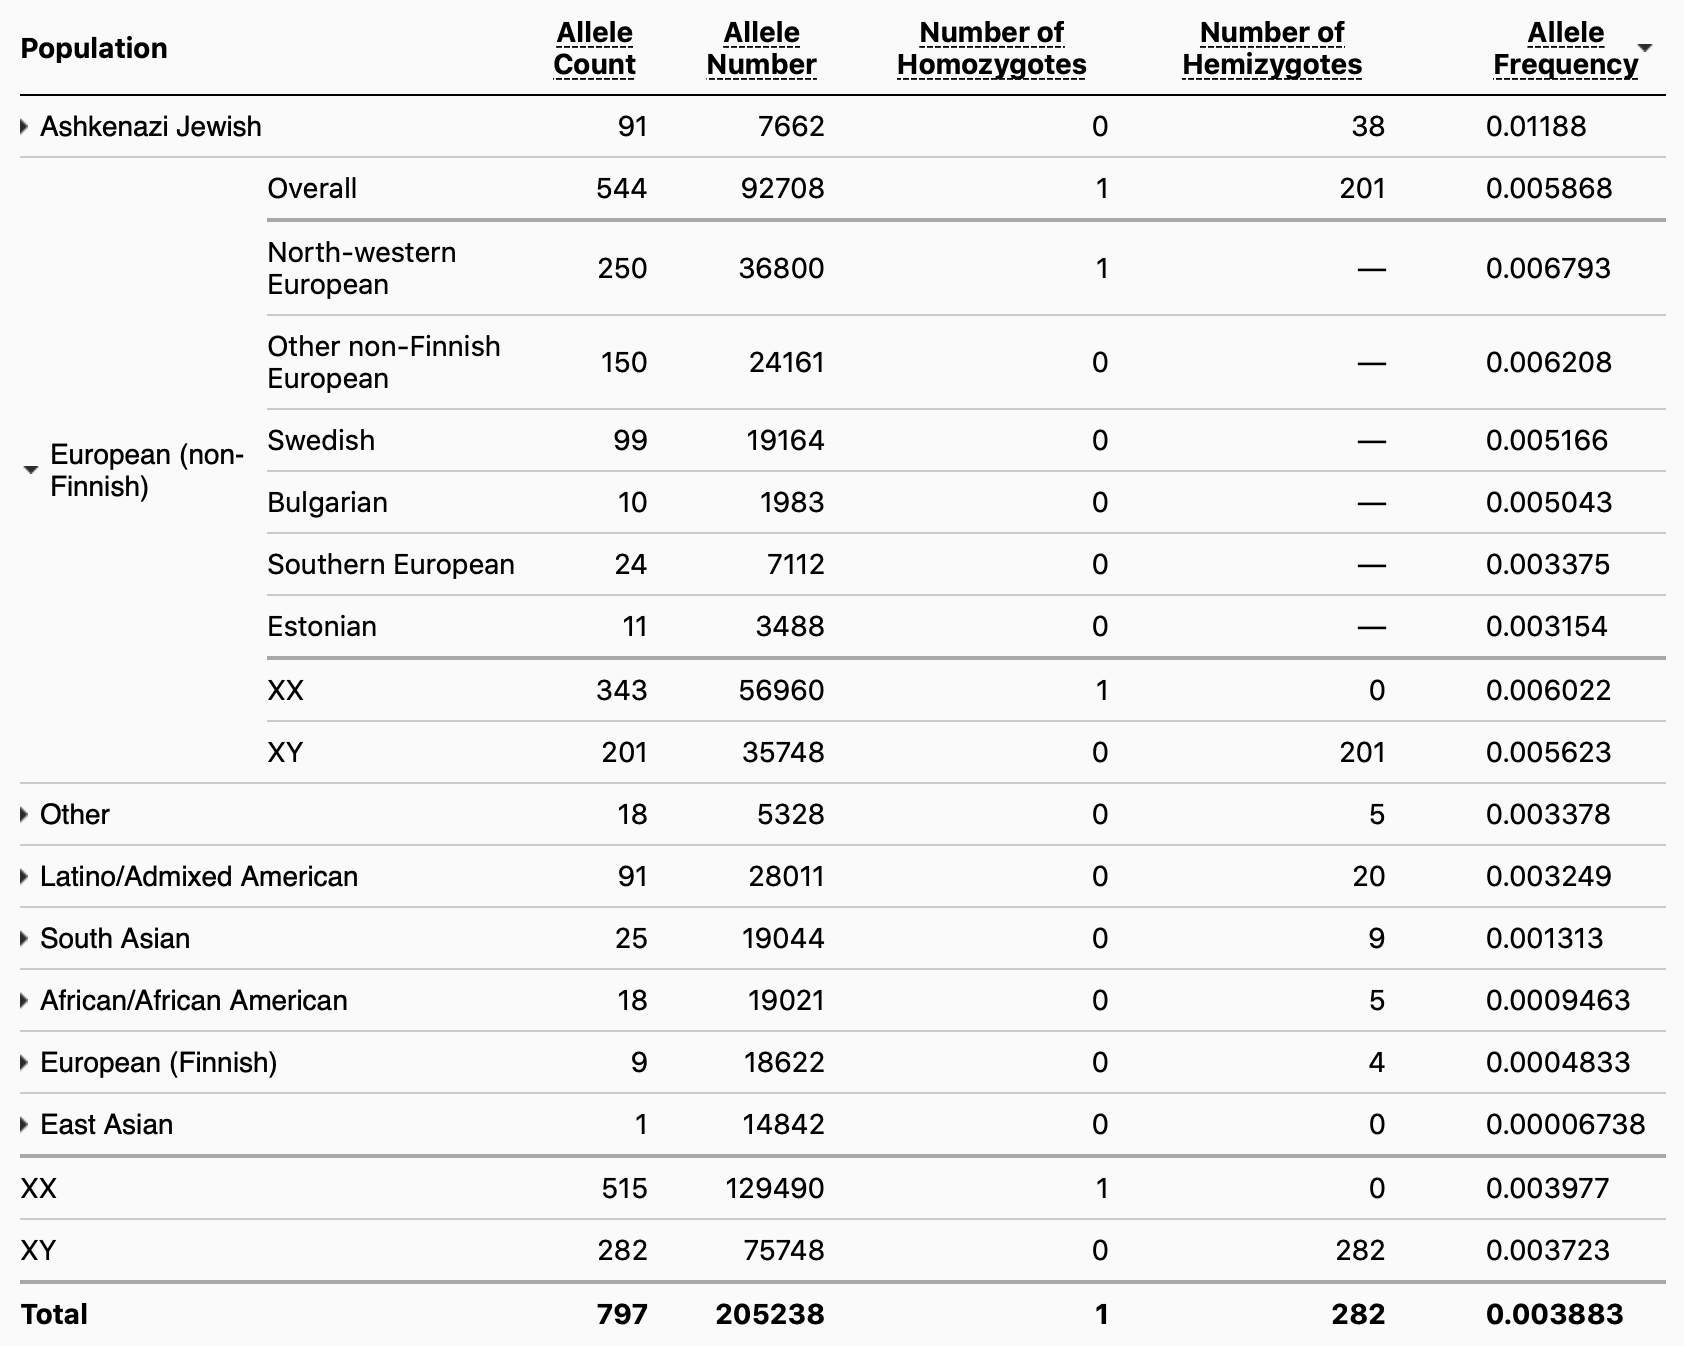 Population Allele Count Allele Number Number of Homozygotes Number of Hemizygotes Allele Frequency
Ashkenazi Jewish 91 7662 0 38 0.01188
European (non-Finnish)
Overall 544 92708 1 201 0.005868
North-western European 250 36800 1 — 0.006793
Other non-Finnish European 150 24161 0 — 0.006208
Swedish 99 19164 0 — 0.005166
Bulgarian 10 1983 0 — 0.005043
Southern European 24 7112 0 — 0.003375
Estonian 11 3488 0 — 0.003154
XX 343 56960 1 0 0.006022
XY 201 35748 0 201 0.005623
Other 18 5328 0 5 0.003378
Latino/Admixed American 91 28011 0 20 0.003249
South Asian 25 19044 0 9 0.001313
African/African American 18 19021 0 5 0.0009463
European (Finnish) 9 18622 0 4 0.0004833
East Asian 1 14842 0 0 0.00006738
XX 515 129490 1 0 0.003977
XY 282 75748 0 282 0.003723
Total 797 205238 1 282 0.003883